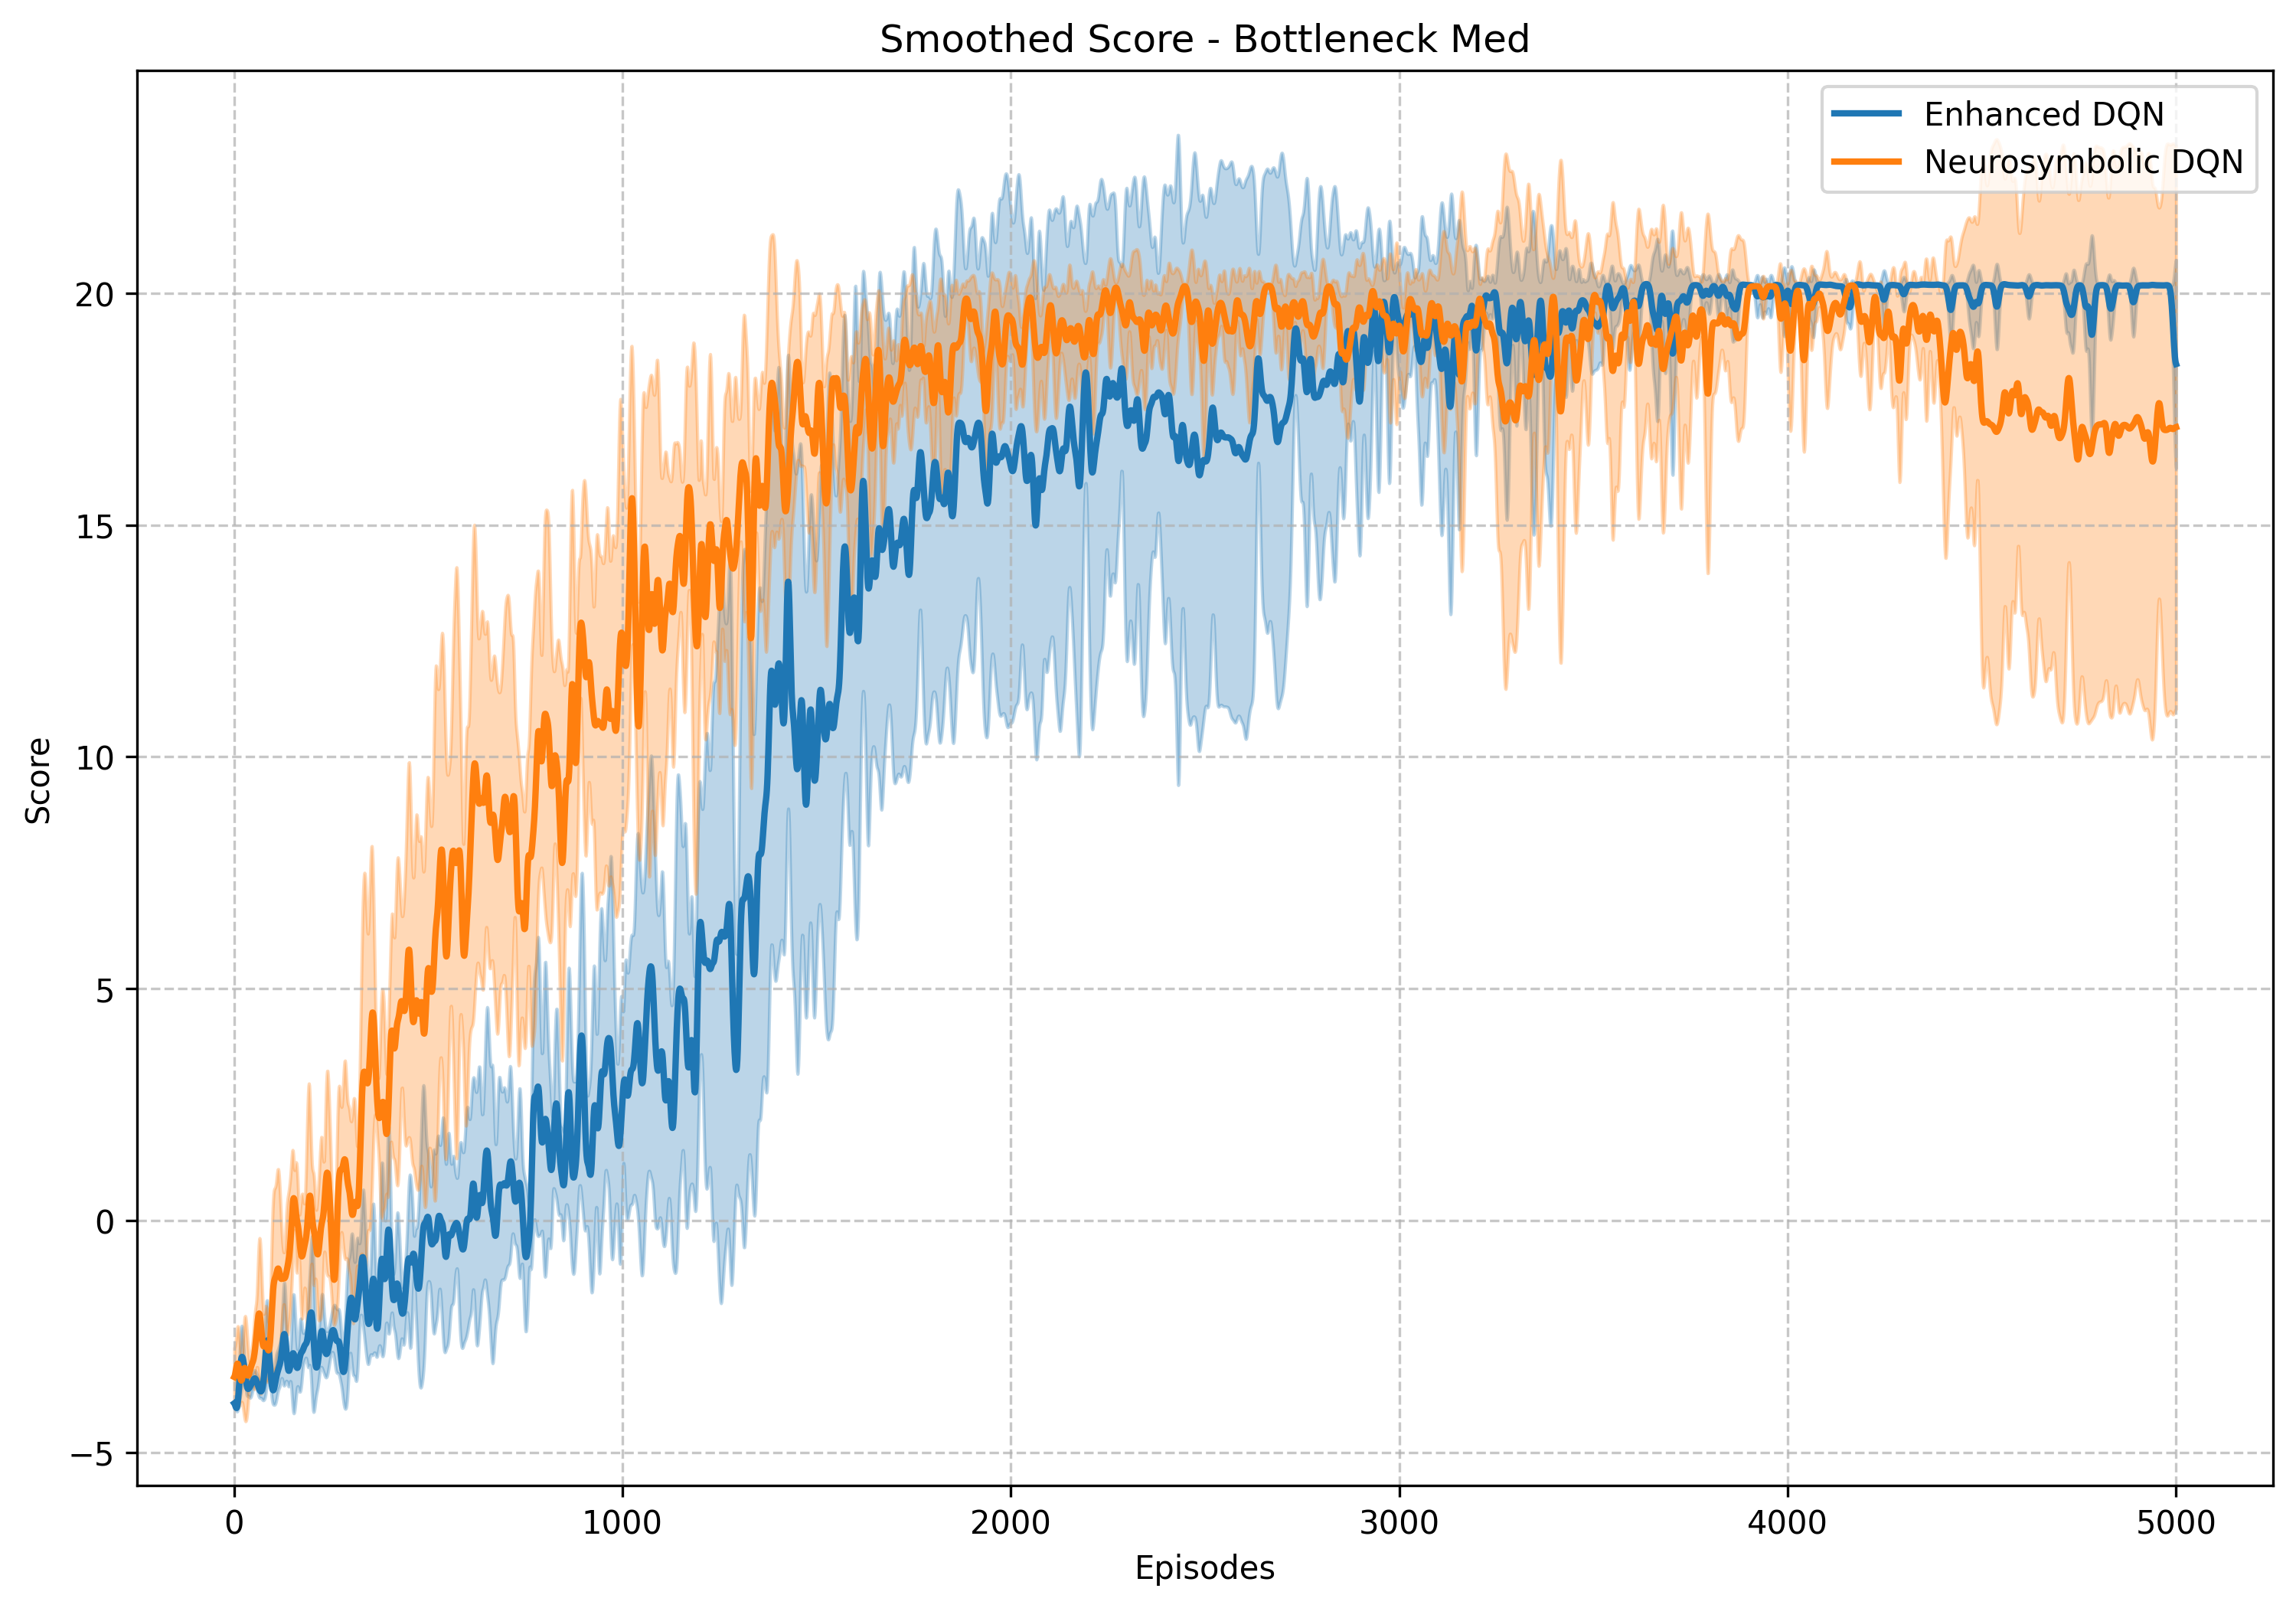 Smoothed Score - Bottleneck Med
Enhanced DQN
Neurosymbolic DQN
Score
20
15
10
5
0
−5
0
1000
2000
3000
4000
5000
Episodes